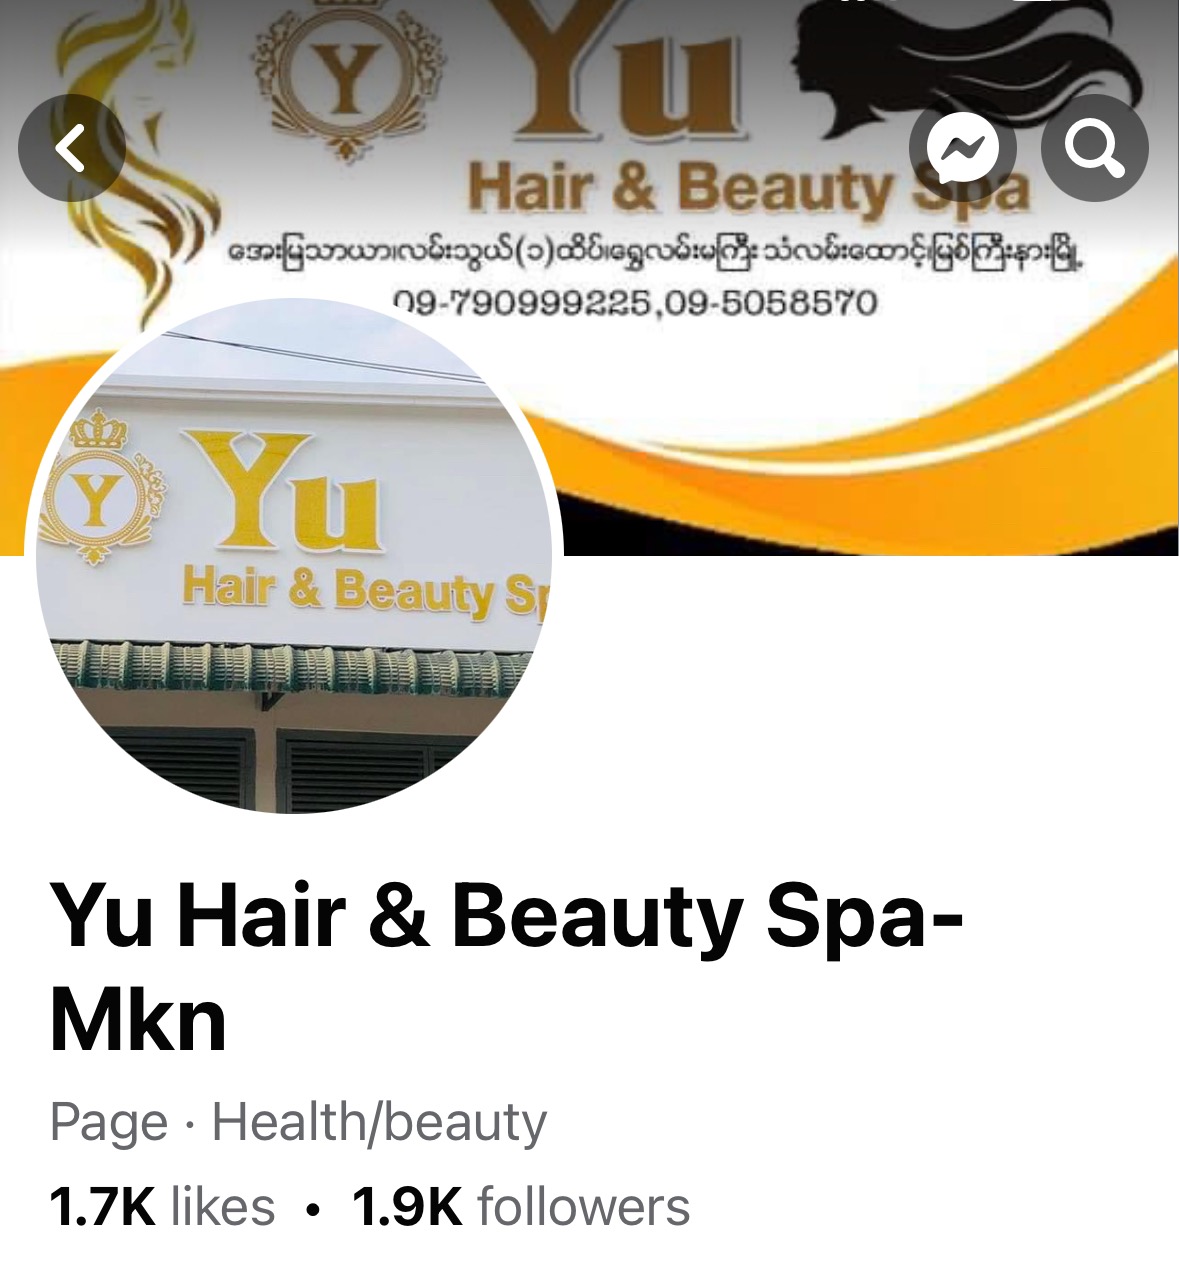 Y
Yu
Hair & Beauty Spa
အေးမြသာယာ၊လမ်းသွယ်(၁)ထိပ်၊ရွှေလမ်းမကြီး သံလမ်းထောင့်၊မြစ်ကြီးနားမြို့
09-790999225,09-5058570
Y
Yu
Hair & Beauty Sp
Yu Hair & Beauty Spa-
Mkn
Page · Health/beauty
1.7K likes • 1.9K followers